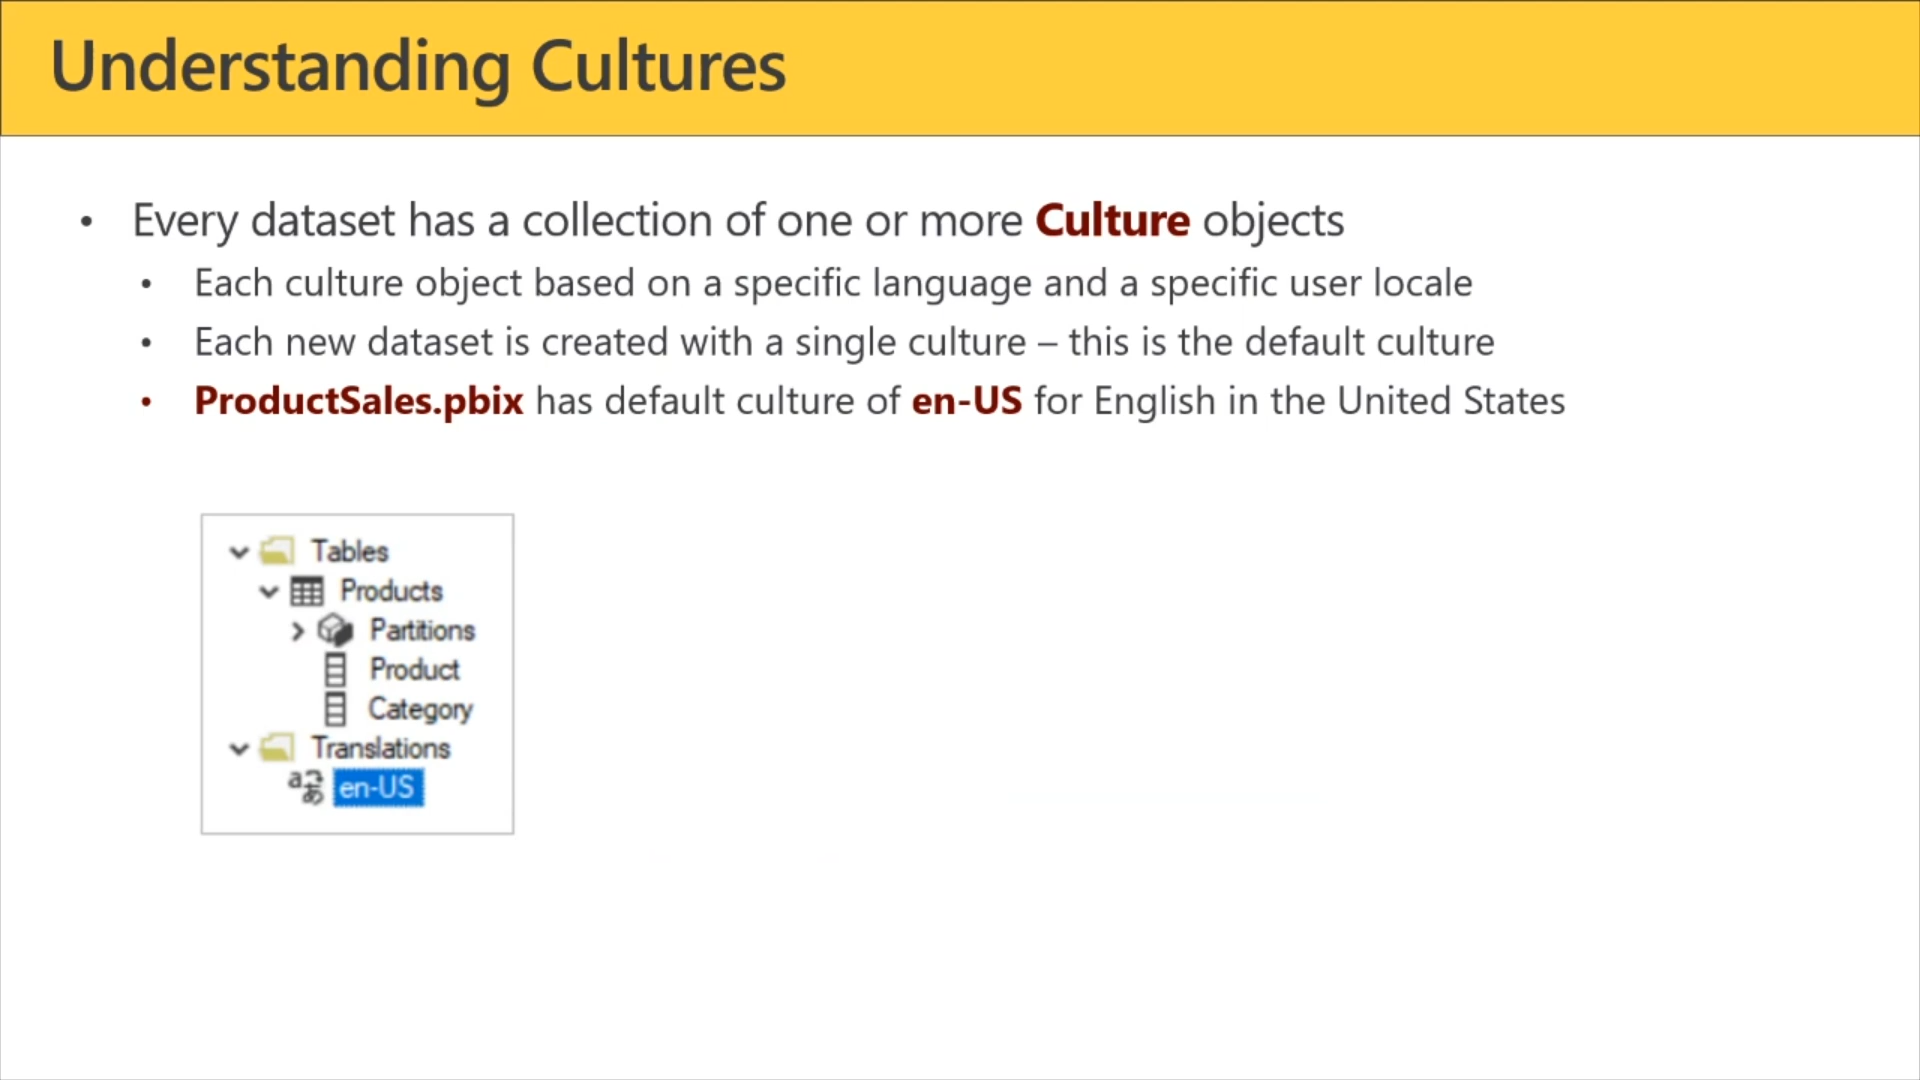 Understanding Cultures
• Every dataset has a collection of one or more Culture objects
• Each culture object based on a specific language and a specific user locale
• Each new dataset is created with a single culture – this is the default culture
• ProductSales.pbix has default culture of en-US for English in the United States
Tables
Products
Partitions
Product
Category
Translations
en-US